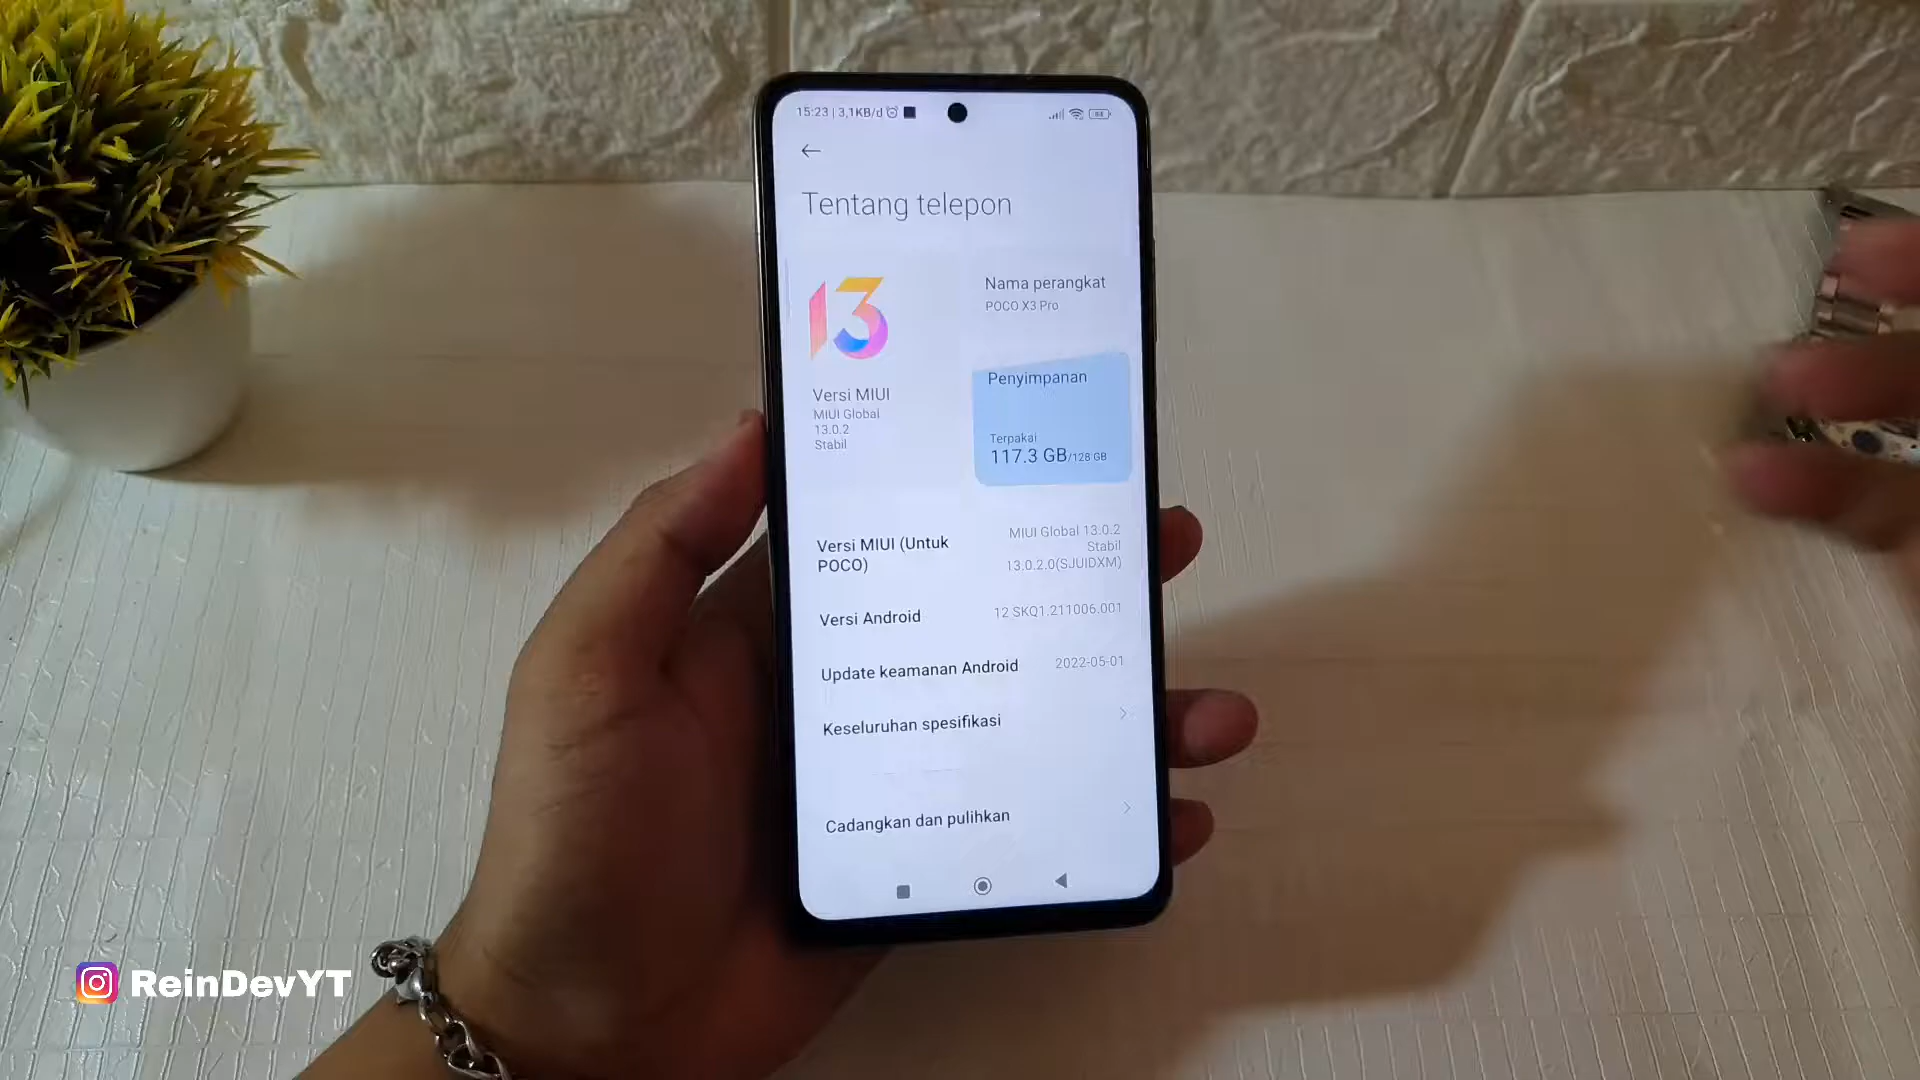 15:23 | 3,1KB/d
Tentang telepon
13
Nama perangkat
POCO X3 Pro
Versi MIUI
MIUI Global
13.0.2
Stabil
Penyimpanan
Terpakai
117.3 GB/128 GB
Versi MIUI (Untuk
POCO)
MIUI Global 13.0.2
Stabil
13.0.2.0(SJUIDXM)
Versi Android
12 SKQ1.211006.001
Update keamanan Android
2022-05-01
Keseluruhan spesifikasi
Cadangkan dan pulihkan
ReinDevYT